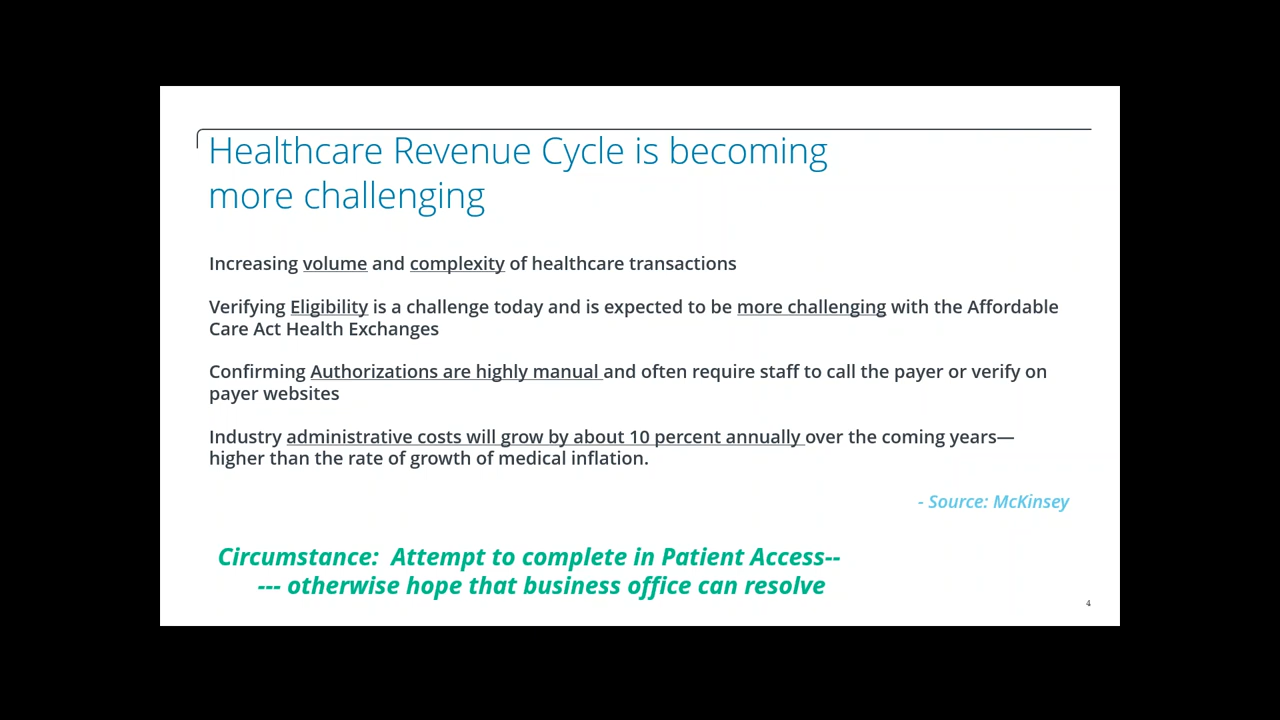 Healthcare Revenue Cycle is becoming
more challenging
Increasing volume and complexity of healthcare transactions
Verifying Eligibility is a challenge today and is expected to be more challenging with the Affordable
Care Act Health Exchanges
Confirming Authorizations are highly manual and often require staff to call the payer or verify on
payer websites
Industry administrative costs will grow by about 10 percent annually over the coming years—
higher than the rate of growth of medical inflation.
- Source: McKinsey
Circumstance:  Attempt to complete in Patient Access--
--- otherwise hope that business office can resolve
4